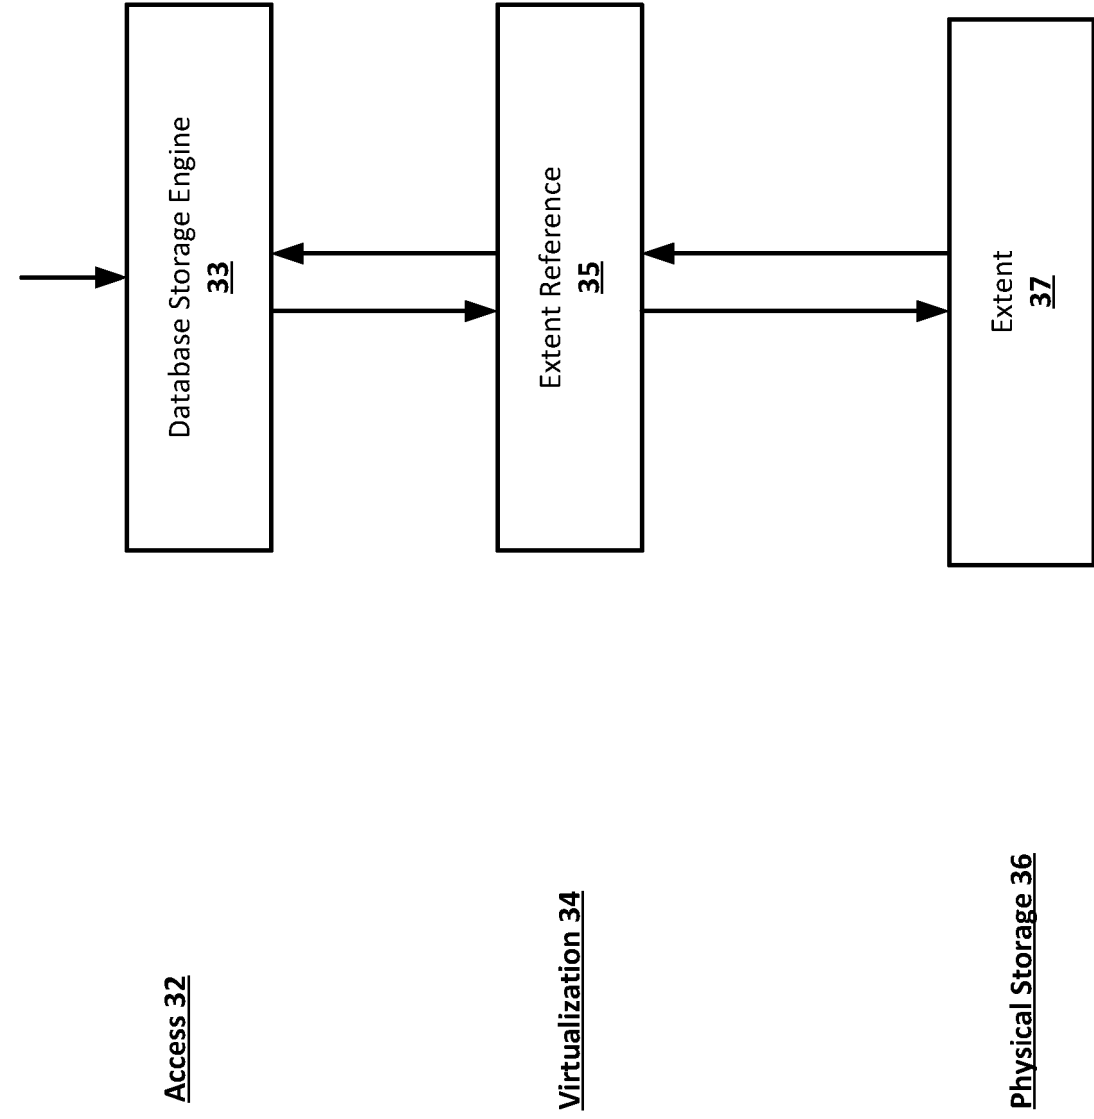 Access 32
Database Storage Engine
33
Virtualization 34
Extent Reference
35
Physical Storage 36
Extent
37